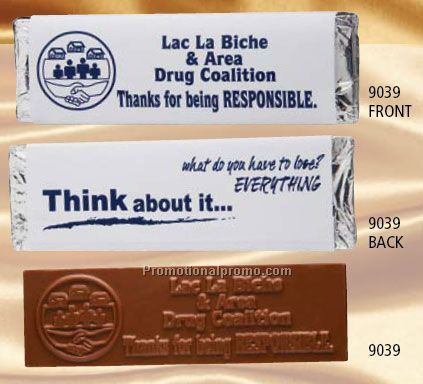 Lac La Biche
& Area
Drug Coalition
Thanks for being RESPONSIBLE.
9039
FRONT
what do you have to lose?
EVERYTHING
Think about it...
9039
BACK
Promotionalpromo.com
Lac La Biche
& Area
Drug Coalition
Thanks for being RESPONSIBLE.
9039